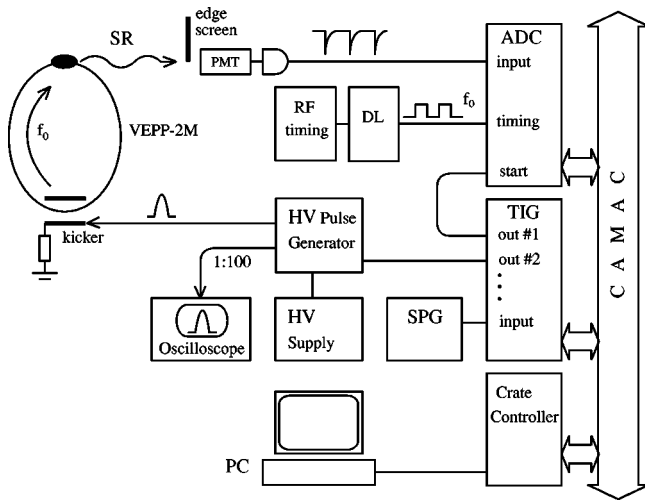 edge
screen
SR
PMT
ADC
input
timing
start
RF
timing
DL
f₀
f₀
VEPP-2M
kicker
HV Pulse
Generator
1:100
TIG
out #1
out #2
input
Oscilloscope
HV
Supply
SPG
Crate
Controller
PC
CAMAC